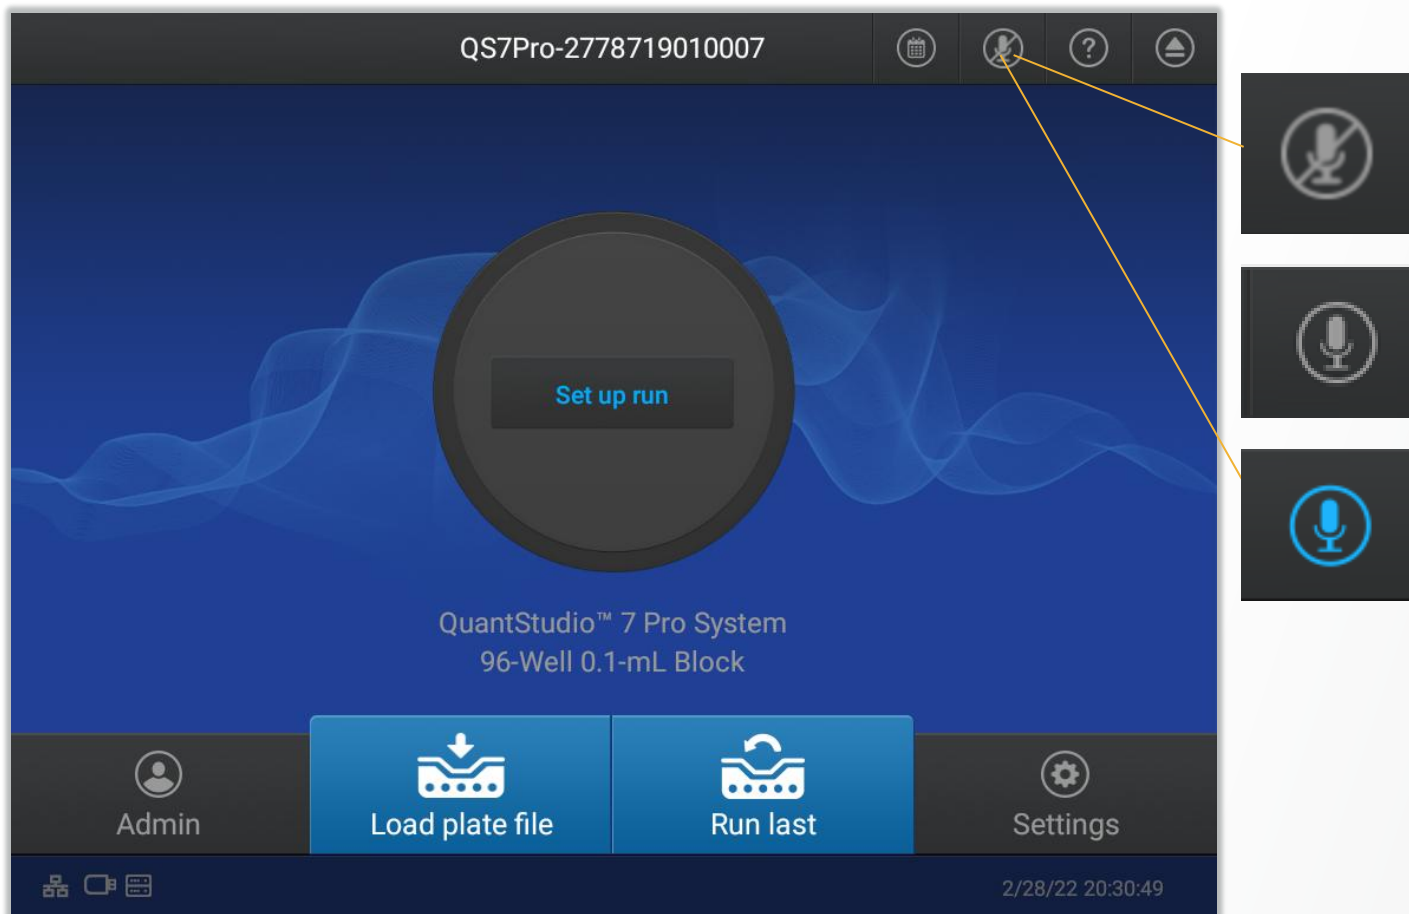 QS7Pro-2778719010007
Set up run
QuantStudio™ 7 Pro System
96-Well 0.1-mL Block
Admin
Load plate file
Run last
Settings
2/28/22 20:30:49